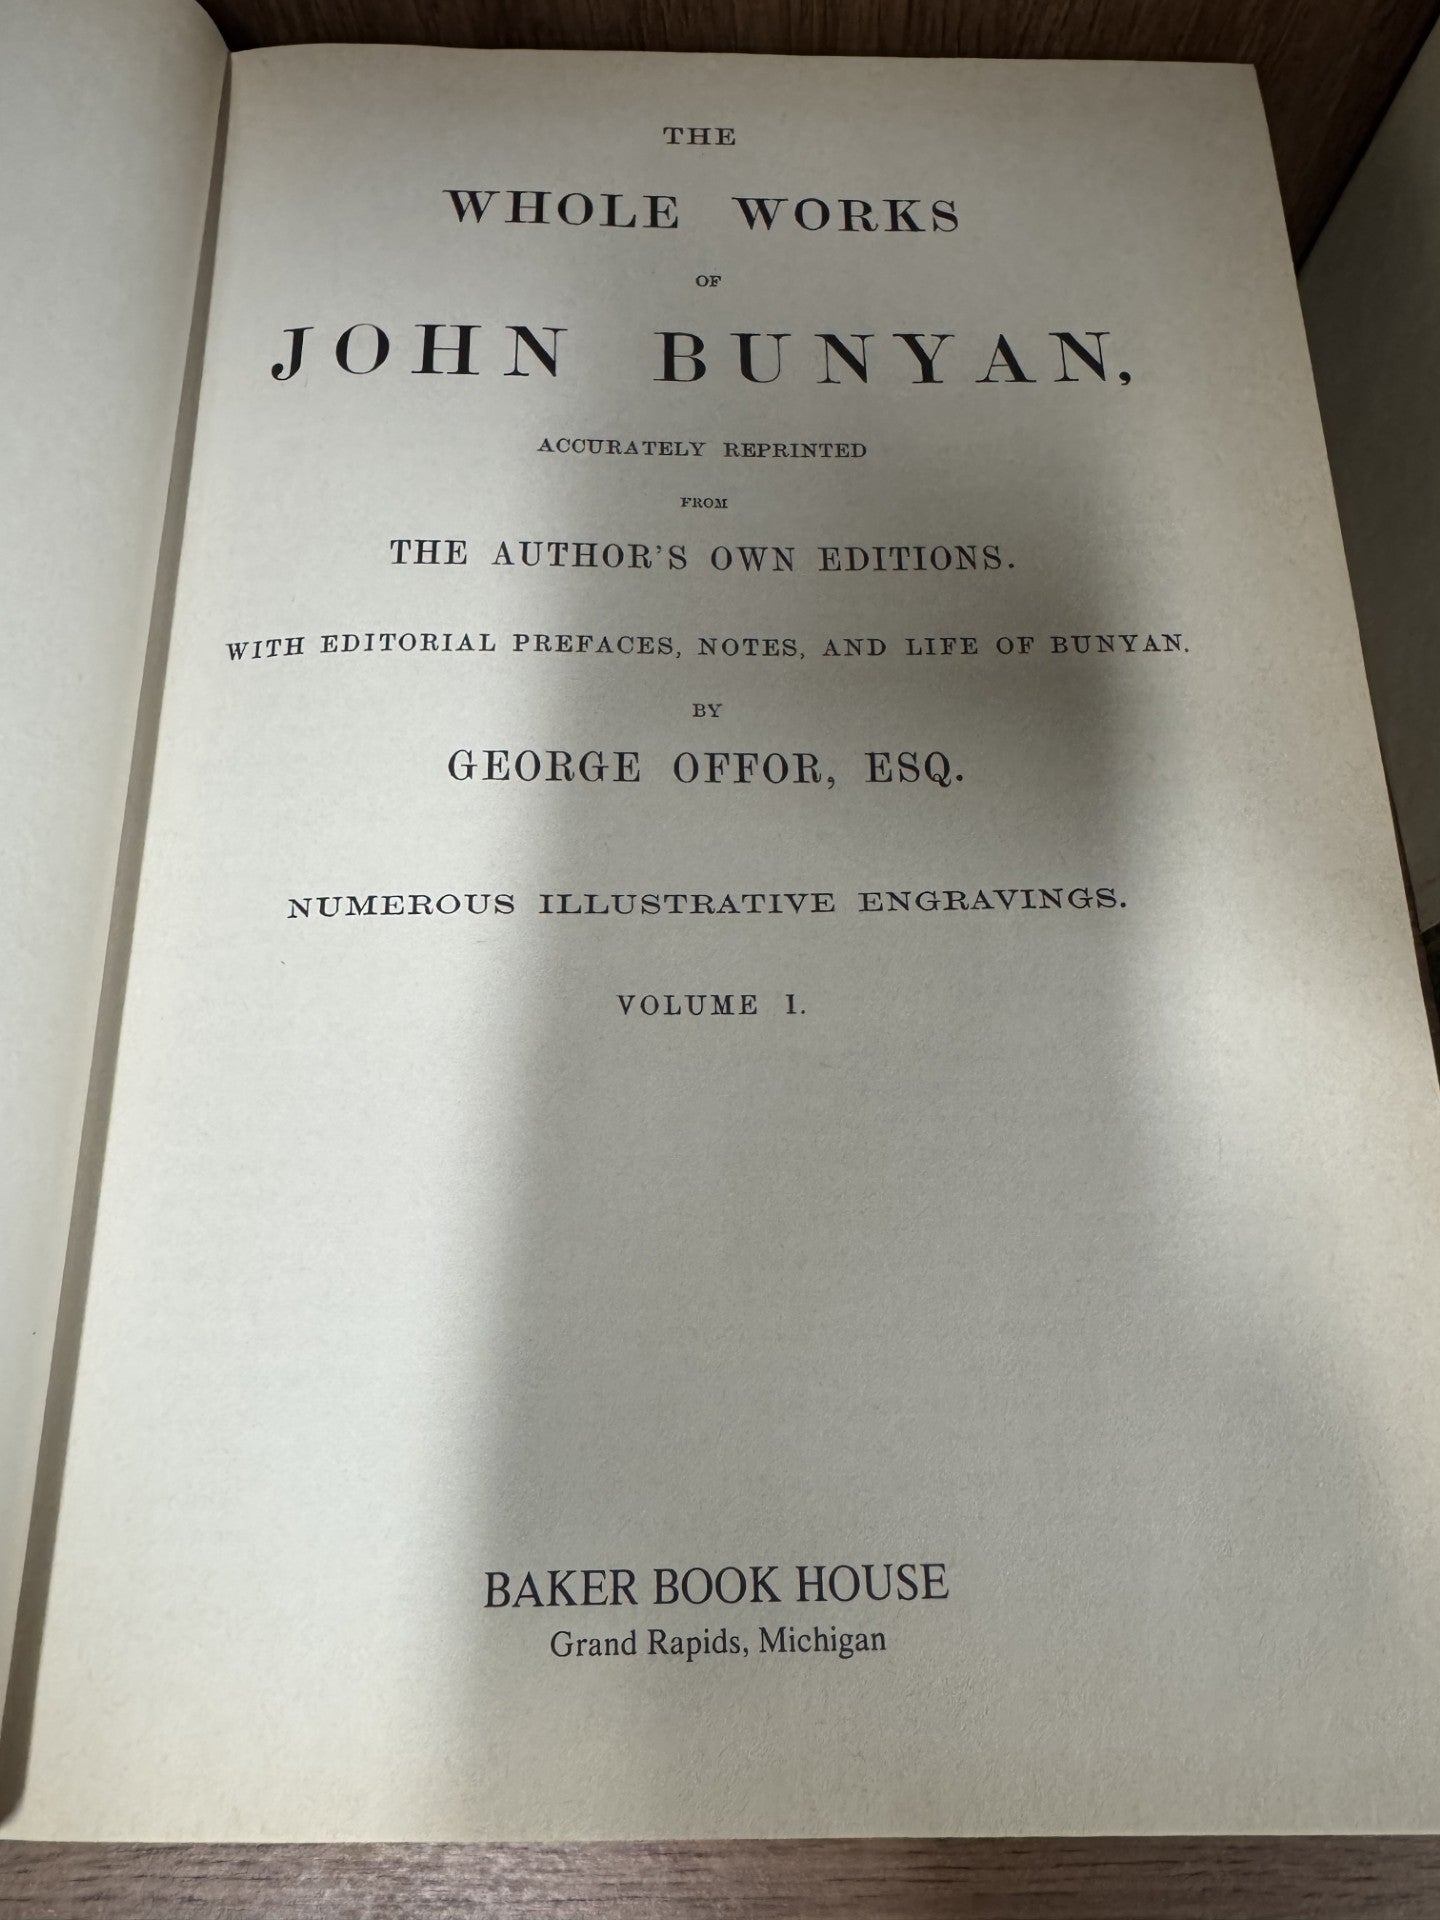 THE
WHOLE WORKS
OF
JOHN BUNYAN,
ACCURATELY REPRINTED
FROM
THE AUTHOR'S OWN EDITIONS.
WITH EDITORIAL PREFACES, NOTES, AND LIFE OF BUNYAN.
BY
GEORGE OFFOR, ESQ.
NUMEROUS ILLUSTRATIVE ENGRAVINGS.
VOLUME I.
BAKER BOOK HOUSE
Grand Rapids, Michigan